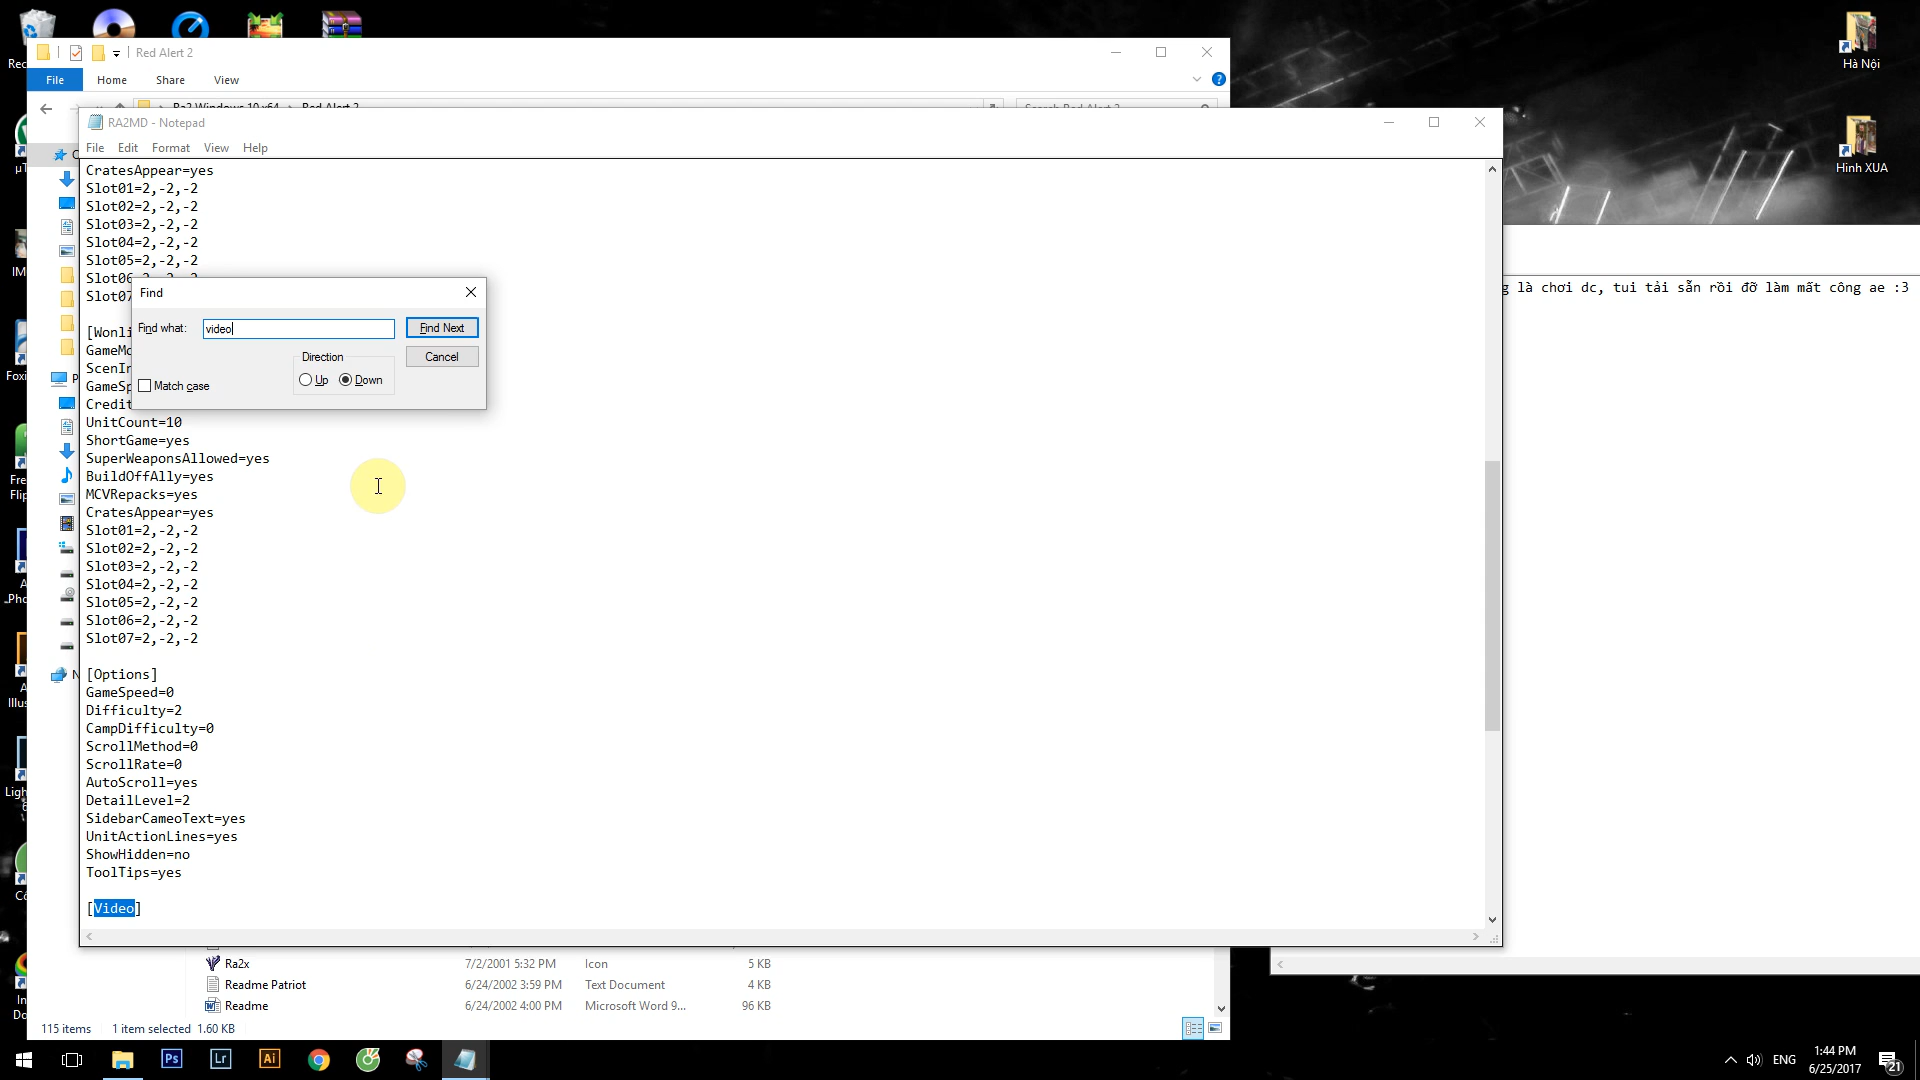 Red Alert 2
File
Home
Share
View
Hà Nội
Hinh XUA
RA2MD - Notepad
File
Edit
Format
View
Help
CratesAppear=yes
Slot01=2,-2,-2
Slot02=2,-2,-2
Slot03=2,-2,-2
Slot04=2,-2,-2
Slot05=2,-2,-2
Slot06
Slot07
Find
Find what:
video
Find Next
Cancel
Direction
Up
Down
Match case
UnitCount=10
ShortGame=yes
SuperWeaponsAllowed=yes
BuildOffAlly=yes
MCVRepacks=yes
CratesAppear=yes
Slot01=2,-2,-2
Slot02=2,-2,-2
Slot03=2,-2,-2
Slot04=2,-2,-2
Slot05=2,-2,-2
Slot06=2,-2,-2
Slot07=2,-2,-2
[Options]
GameSpeed=0
Difficulty=2
CampDifficulty=0
ScrollMethod=0
ScrollRate=0
AutoScroll=yes
DetailLevel=2
SidebarCameoText=yes
UnitActionLines=yes
ShowHidden=no
ToolTips=yes
[Video]
là chơi dc, tui tải sẵn rồi đỡ làm mất công ae :3
Ra2x 7/2/2001 5:32 PM Icon 5 KB
Readme Patriot 6/24/2002 3:59 PM Text Document 4 KB
Readme 6/24/2002 4:00 PM Microsoft Word 9... 96 KB
115 items 1 item selected 1.60 KB
Ps
Lr
Ai
ENG
1:44 PM
6/25/2017
21